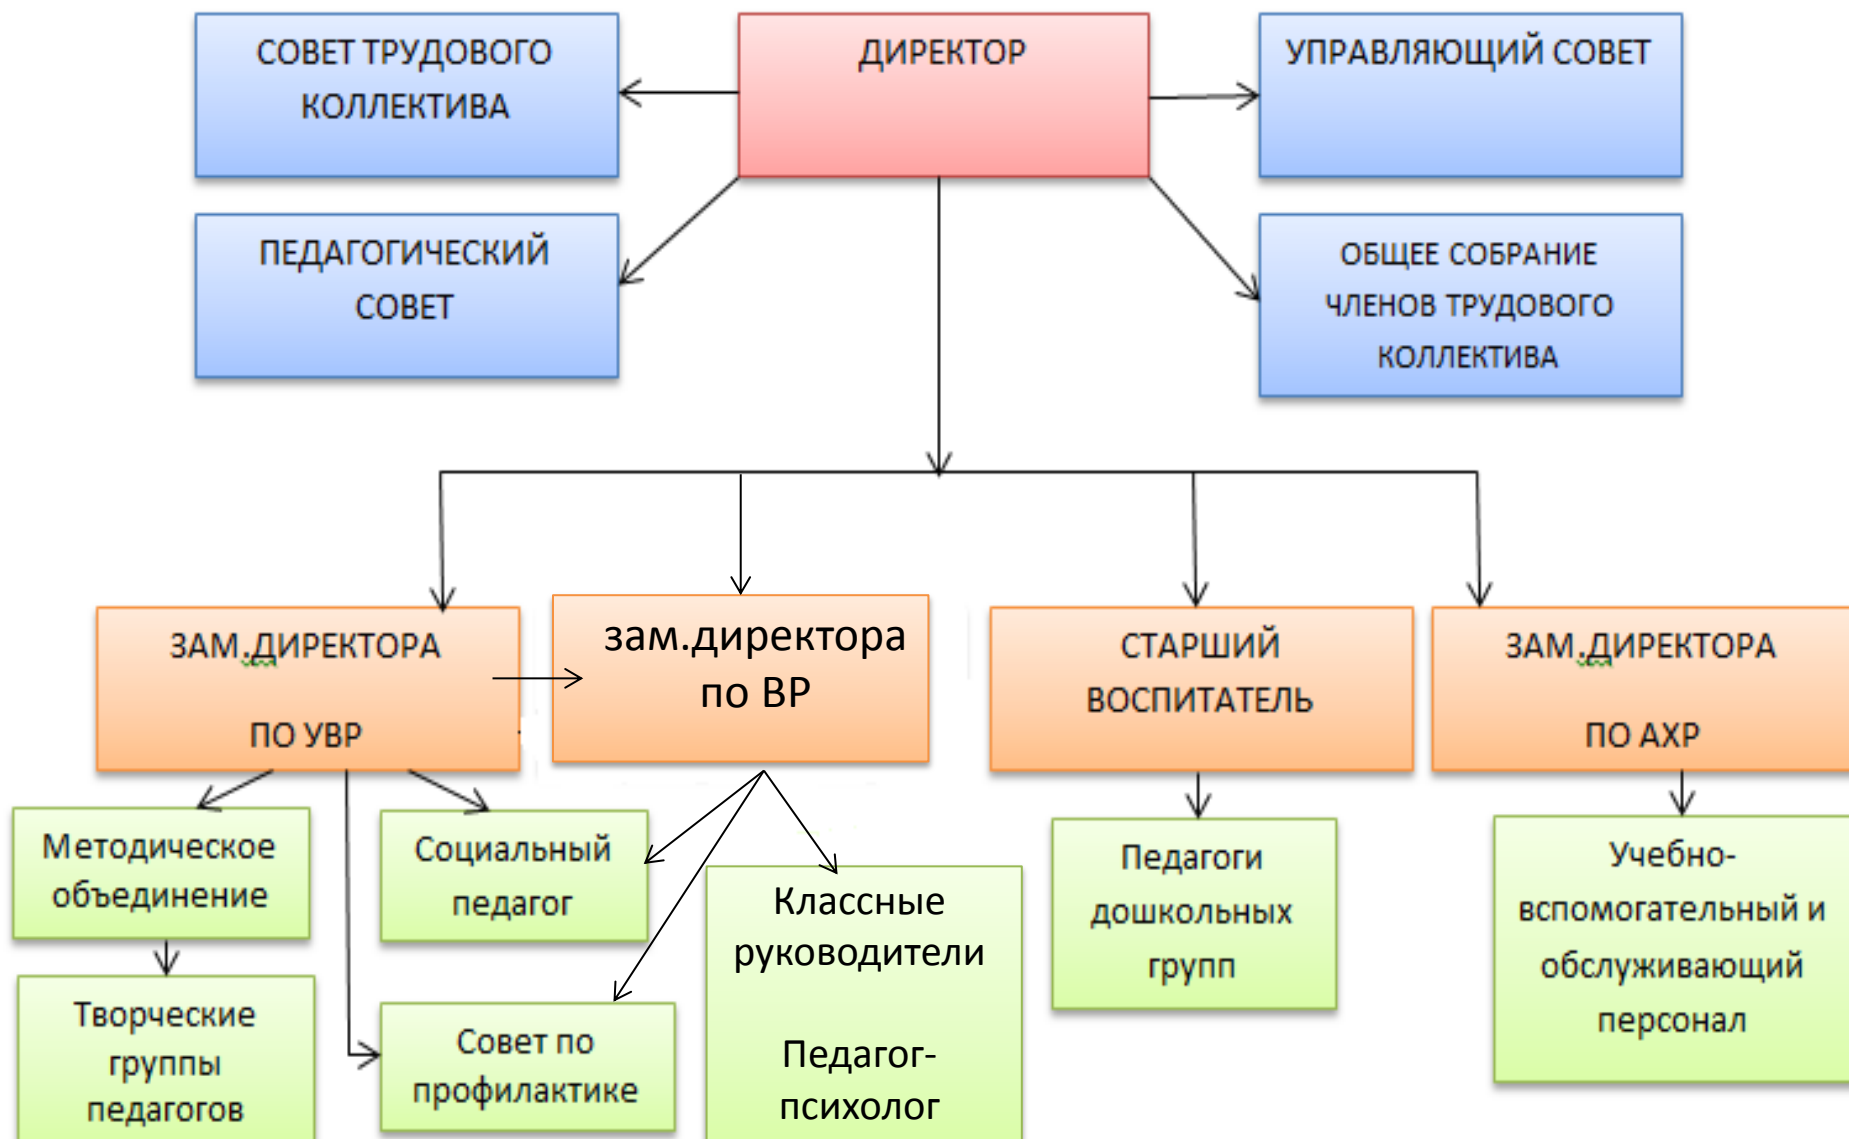 СОВЕТ ТРУДОВОГО
КОЛЛЕКТИВА
ДИРЕКТОР
УПРАВЛЯЮЩИЙ СОВЕТ
ПЕДАГОГИЧЕСКИЙ
СОВЕТ
ОБЩЕЕ СОБРАНИЕ
ЧЛЕНОВ ТРУДОВОГО
КОЛЛЕКТИВА
ЗАМ.ДИРЕКТОРА
ПО УВР
зам.директора
по ВР
СТАРШИЙ
ВОСПИТАТЕЛЬ
ЗАМ.ДИРЕКТОРА
ПО АХР
Методическое
объединение
Социальный
педагог
Классные
руководители
Педагог-
психолог
Педагоги
дошкольных
групп
Учебно-
вспомогательный и
обслуживающий
персонал
Творческие
группы
педагогов
Совет по
профилактике